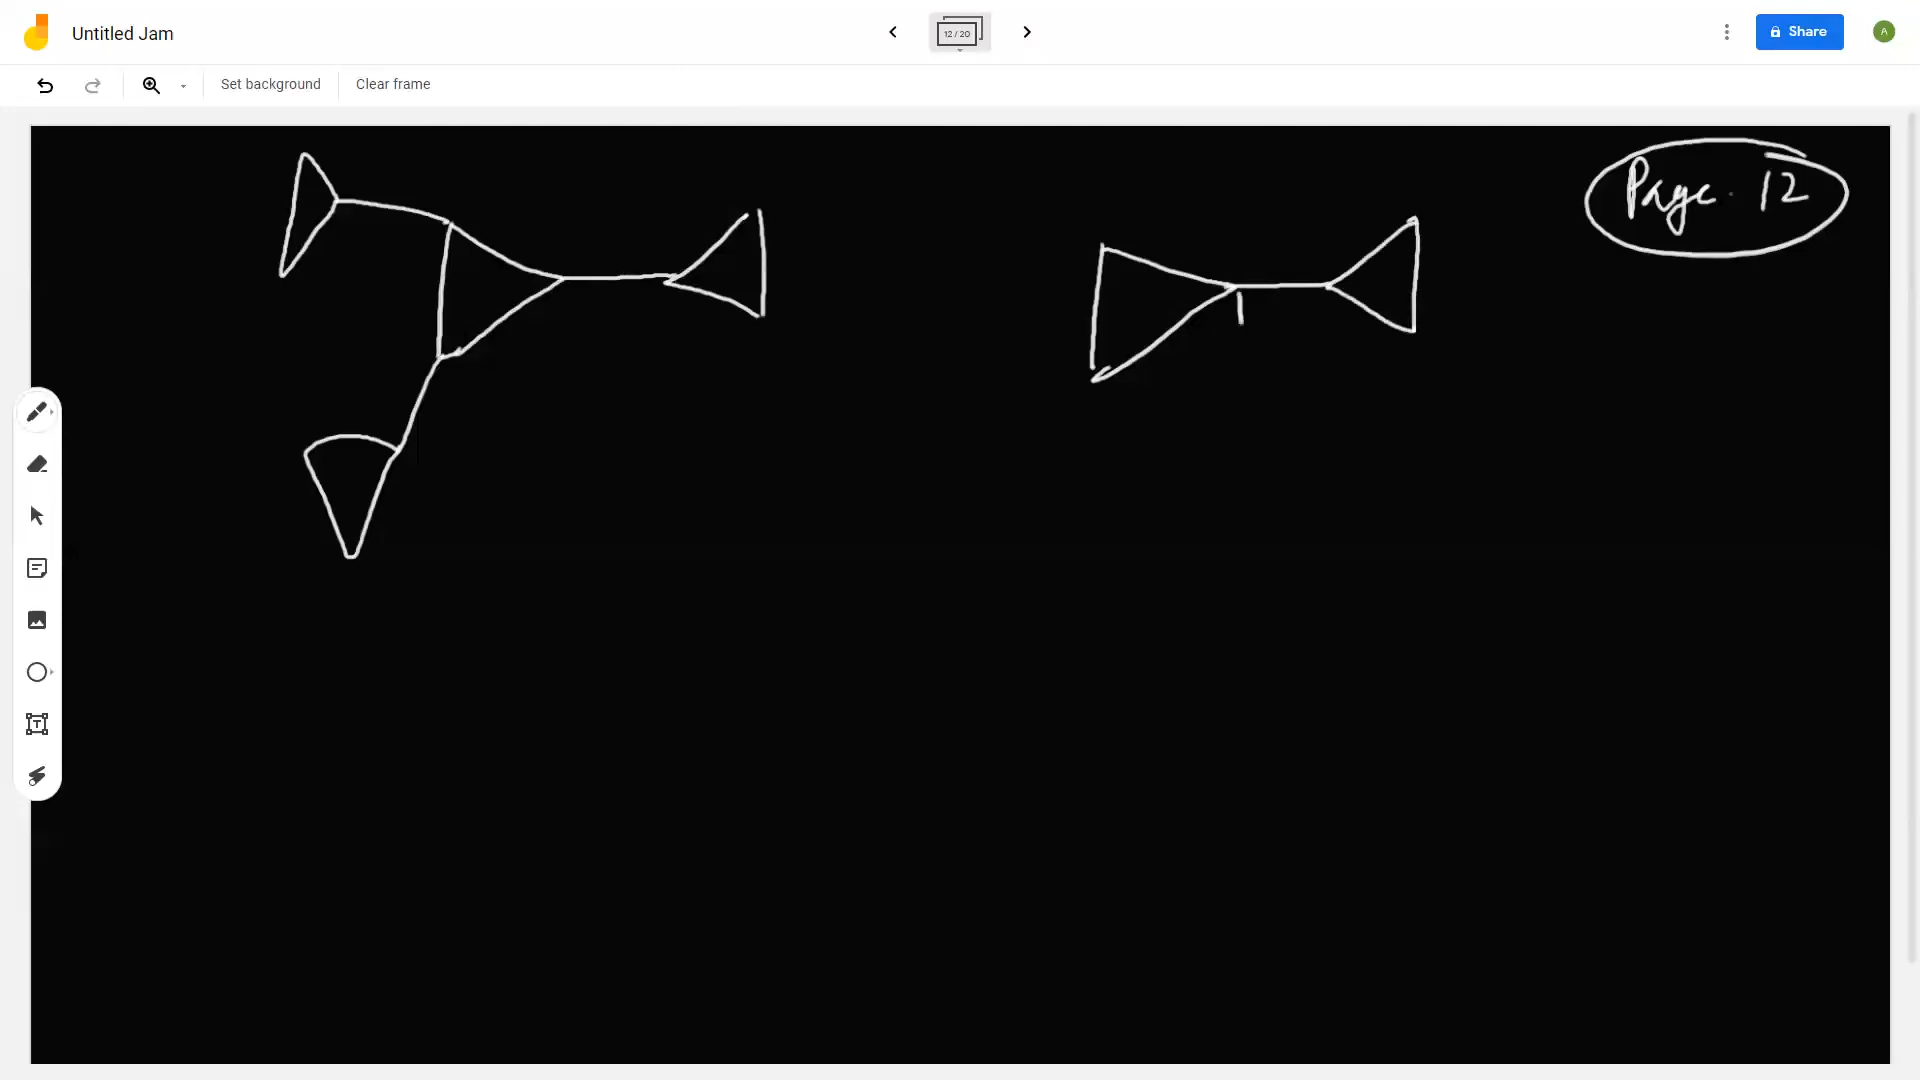 Untitled Jam
12 / 20
Share
A
Set background
Clear frame
Page. 12